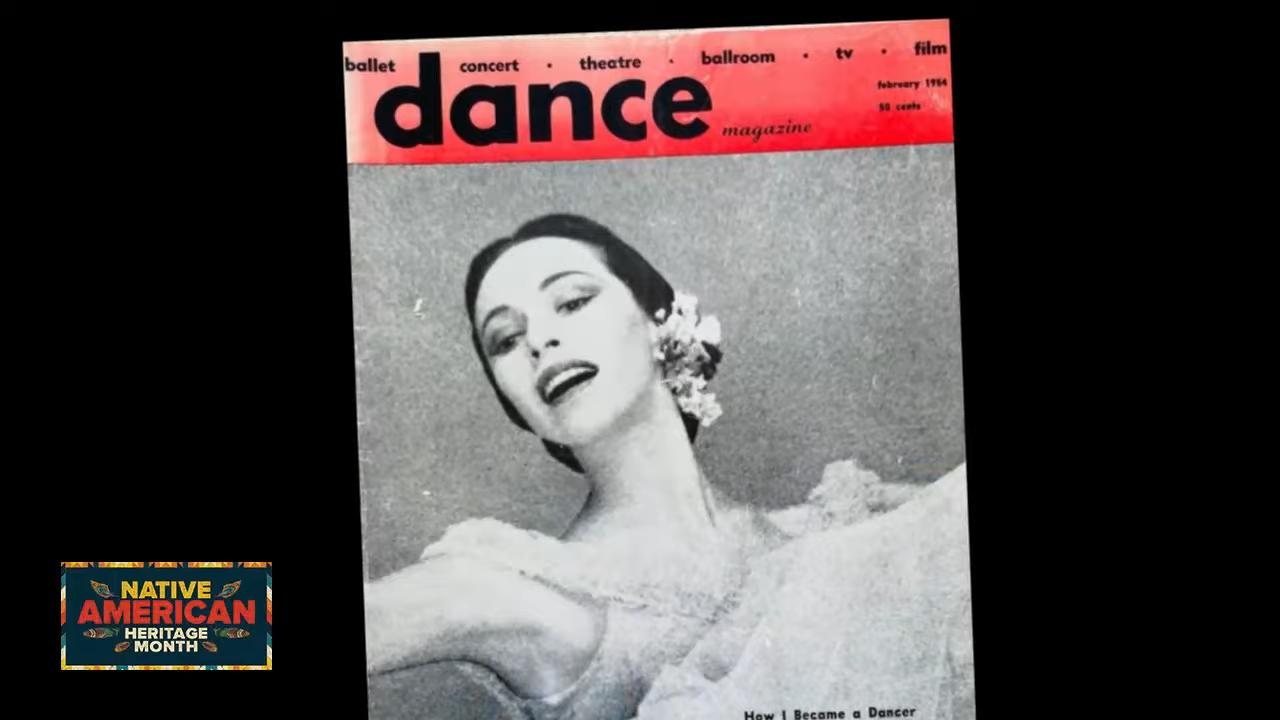 ballet concert · theatre · ballroom · tv · film
dance magazine
february 1954
50 cents
How I Became a Dancer
NATIVE
AMERICAN
HERITAGE
MONTH